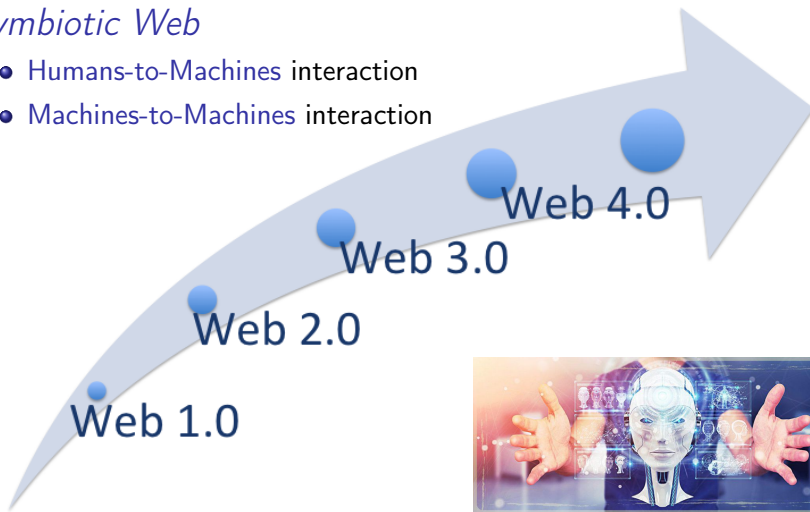 ymbiotic Web
Humans-to-Machines interaction
Machines-to-Machines interaction
Web 4.0
Web 3.0
Web 2.0
Web 1.0